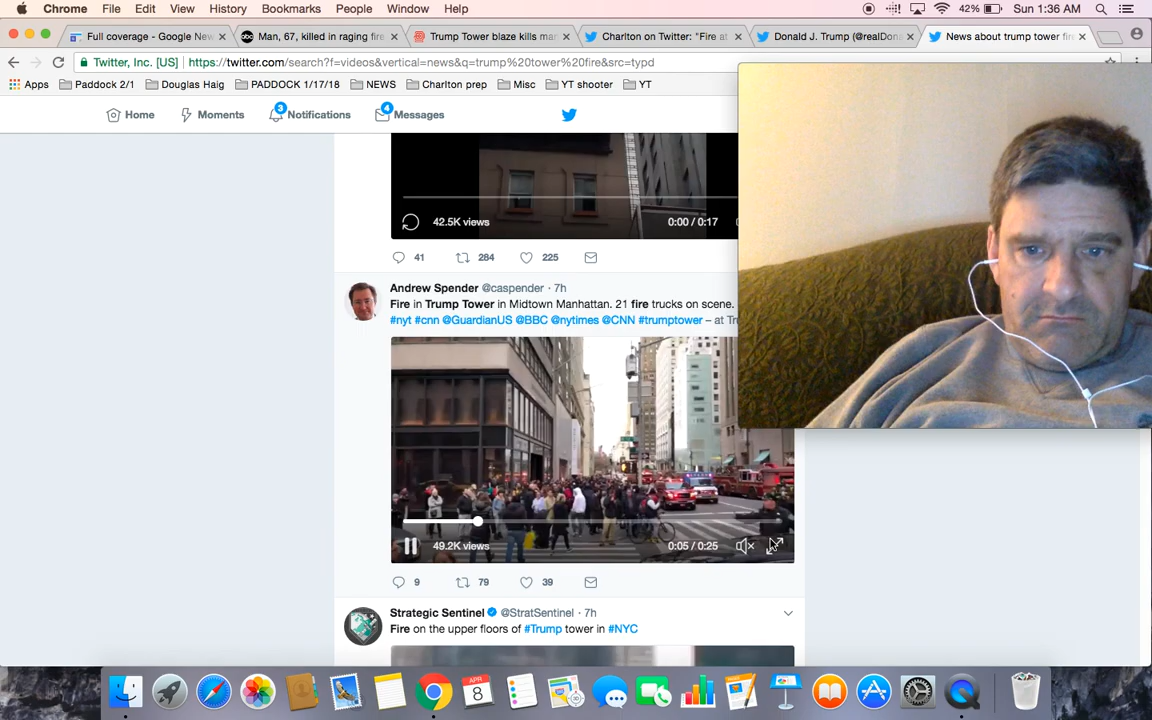 Chrome File Edit View History Bookmarks People Window Help 42% Sun 1:36 AM
Full coverage - Google New
Man, 67, killed in raging fire
Trump Tower blaze kills man
Charlton on Twitter: "Fire at
Donald J. Trump (@realDona
News about trump tower fire
Twitter, Inc. [US] https://twitter.com/search?f=videos&vertical=news&q=trump%20tower%20fire&src=typd
Apps Paddock 2/1 Douglas Haig PADDOCK 1/17/18 NEWS Charlton prep Misc YT shooter YT
Home Moments 3 Notifications 4 Messages
42.5K views 0:00 / 0:17
41 284 225
Andrew Spender @caspender · 7h
Fire in Trump Tower in Midtown Manhattan. 21 fire trucks on scene.
#nyt #cnn @GuardianUS @BBC @nytimes @CNN #trumptower – at Tru
49.2K views 0:05 / 0:25
9 79 39
Strategic Sentinel @StratSentinel · 7h
Fire on the upper floors of #Trump tower in #NYC
APR
8